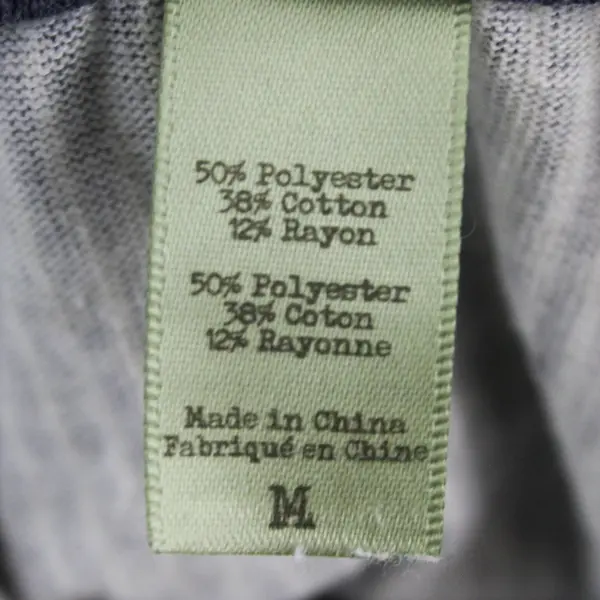 50% Polyester
38% Cotton
12% Rayon
50% Polyester
38% Coton
12% Rayonne
Made in China
Fabriqué en Chine
M